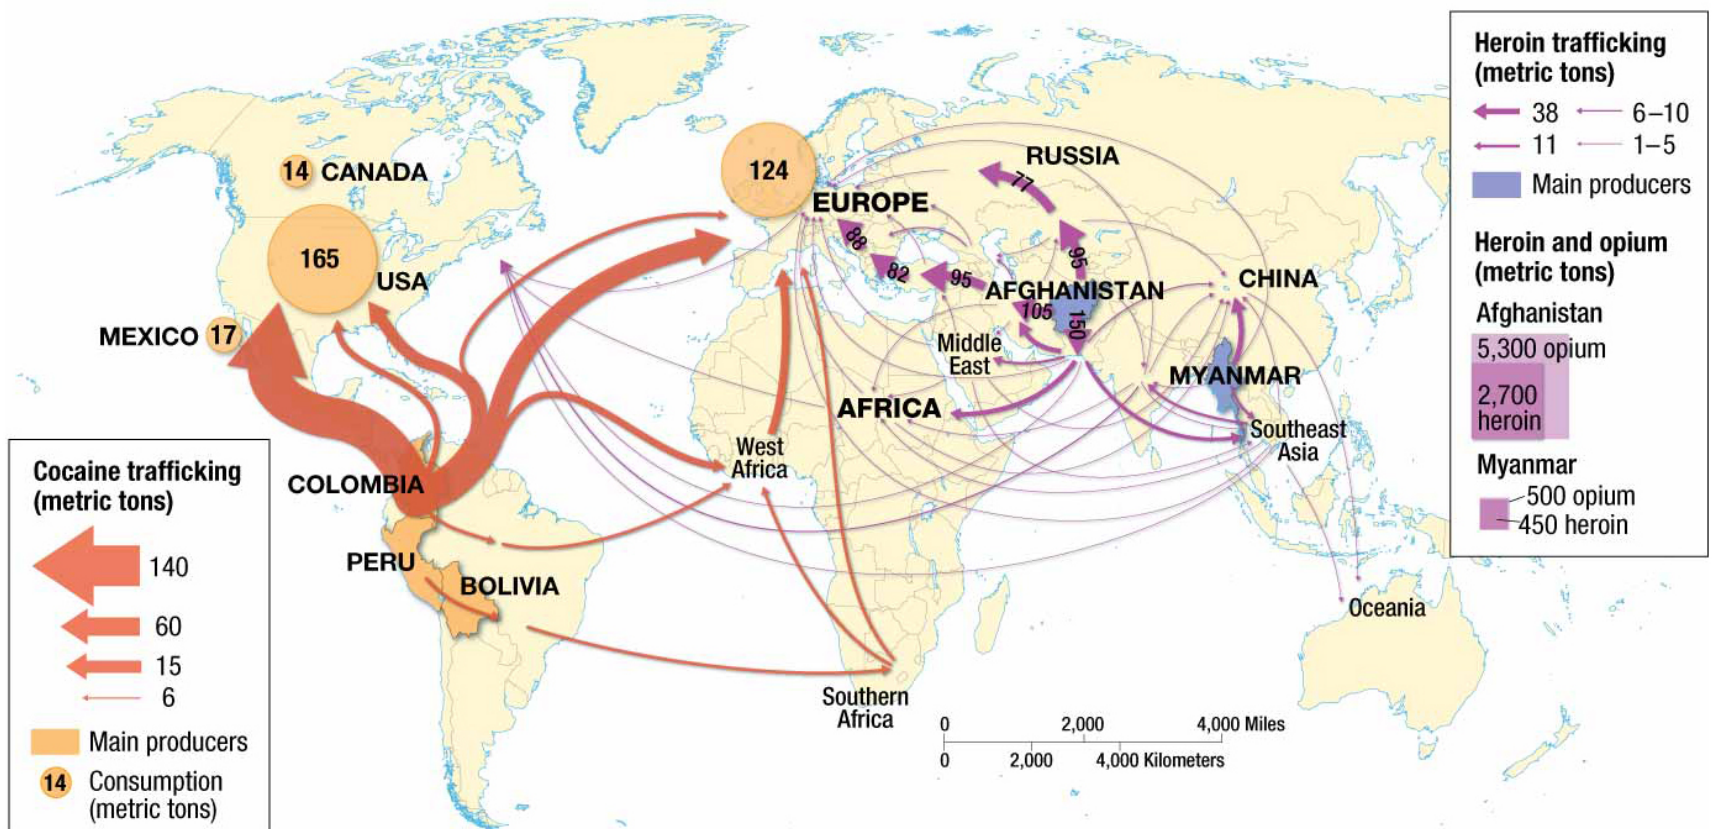 14 CANADA
165
USA
MEXICO 17
COLOMBIA
PERU
BOLIVIA
124
EUROPE
RUSSIA
77
88
82
95
95
AFGHANISTAN
105
150
CHINA
Middle
East
MYANMAR
AFRICA
West
Africa
Southeast
Asia
Oceania
Southern
Africa
0 2,000 4,000 Miles
0 2,000 4,000 Kilometers
Cocaine trafficking
(metric tons)
140
60
15
6
Main producers
14 Consumption
(metric tons)
Heroin trafficking
(metric tons)
38 6–10
11 1–5
Main producers
Heroin and opium
(metric tons)
Afghanistan
5,300 opium
2,700
heroin
Myanmar
500 opium
450 heroin